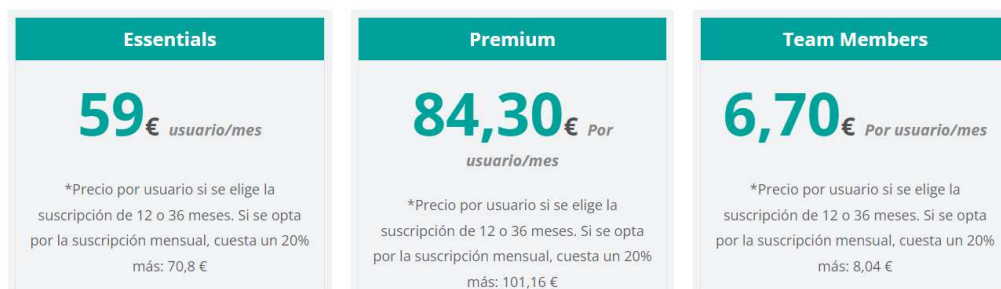 Essentials
59€ usuario/mes
*Precio por usuario si se elige la
suscripción de 12 o 36 meses. Si se opta
por la suscripción mensual, cuesta un 20%
más: 70,8 €
Premium
84,30€ Por
usuario/mes
*Precio por usuario si se elige la
suscripción de 12 o 36 meses. Si se opta
por la suscripción mensual, cuesta un 20%
más: 101,16 €
Team Members
6,70€ Por usuario/mes
*Precio por usuario si se elige la
suscripción de 12 o 36 meses. Si se opta
por la suscripción mensual, cuesta un 20%
más: 8,04 €